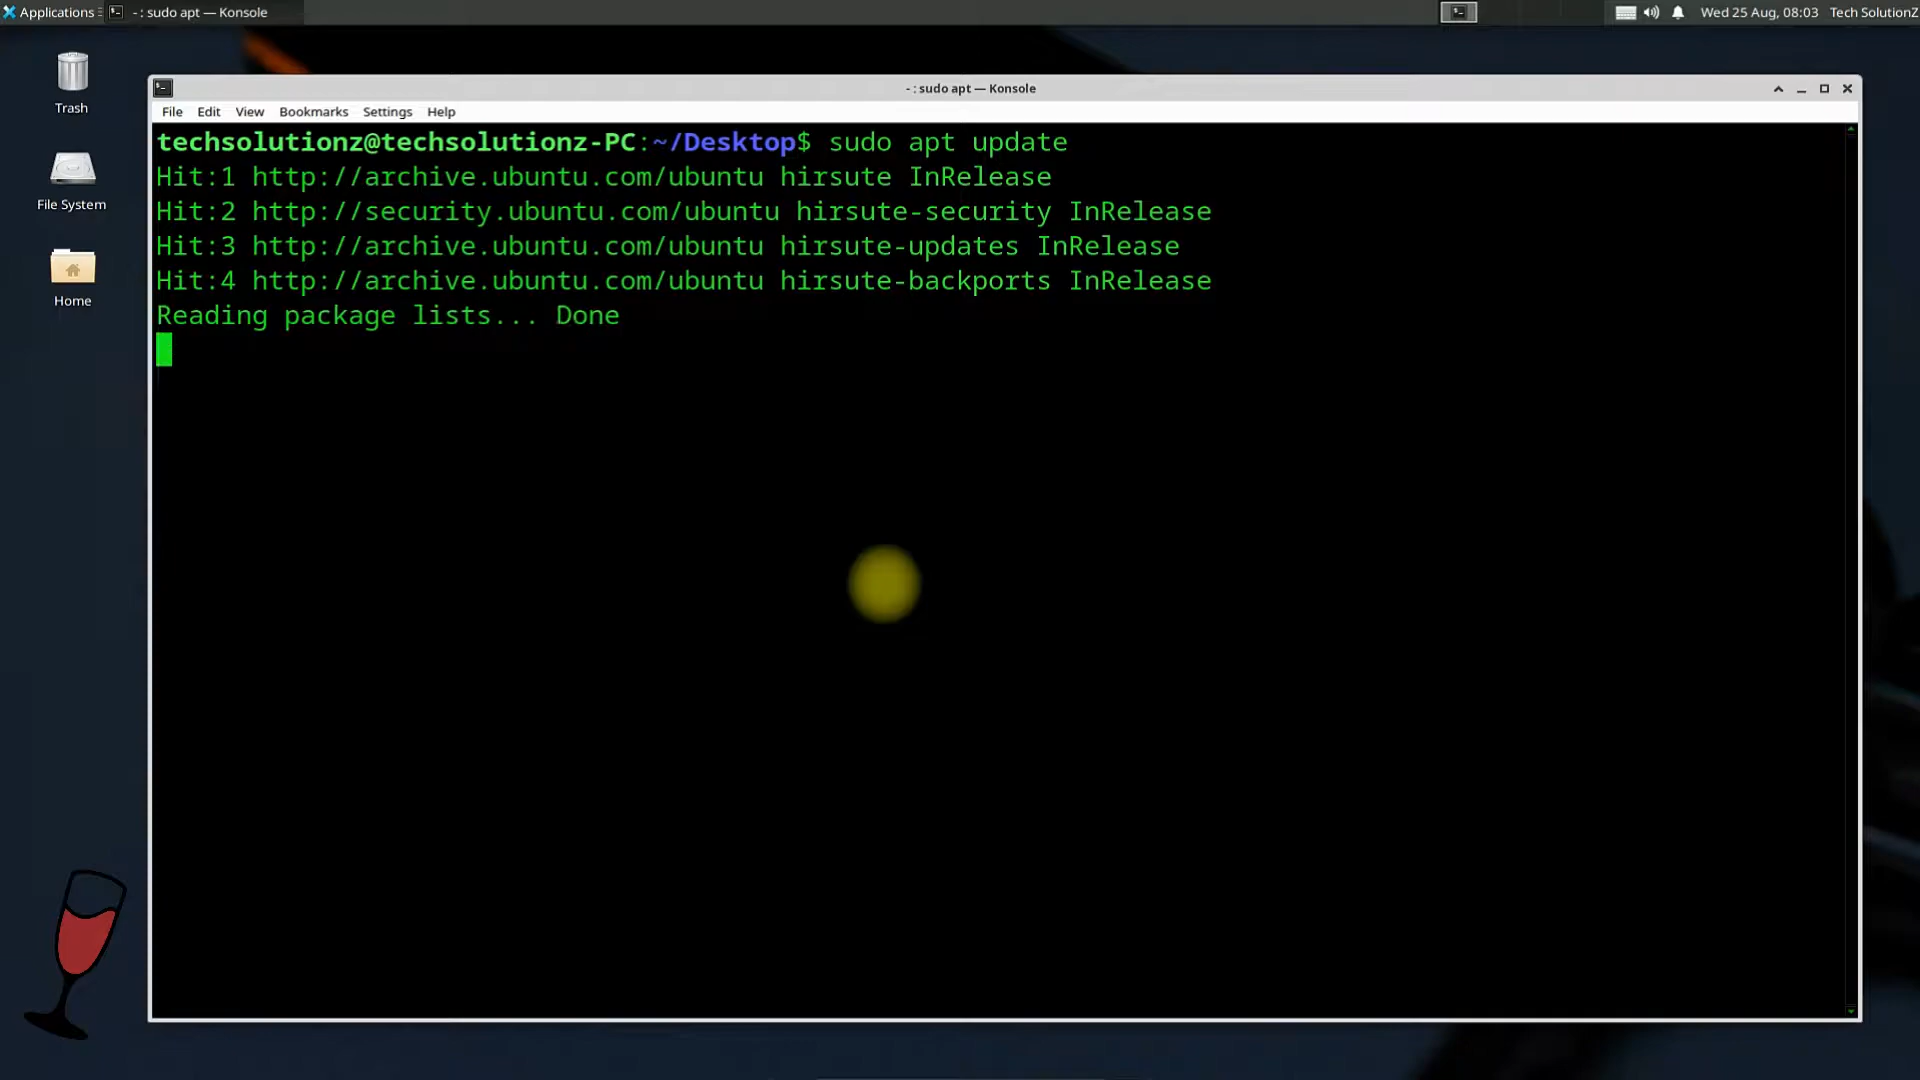 Applications
- : sudo apt — Konsole
Wed 25 Aug, 08:03
Tech SolutionZ
Trash
File System
Home
- : sudo apt — Konsole
File Edit View Bookmarks Settings Help
techsolutionz@techsolutionz-PC:~/Desktop$ sudo apt update
Hit:1 http://archive.ubuntu.com/ubuntu hirsute InRelease
Hit:2 http://security.ubuntu.com/ubuntu hirsute-security InRelease
Hit:3 http://archive.ubuntu.com/ubuntu hirsute-updates InRelease
Hit:4 http://archive.ubuntu.com/ubuntu hirsute-backports InRelease
Reading package lists... Done